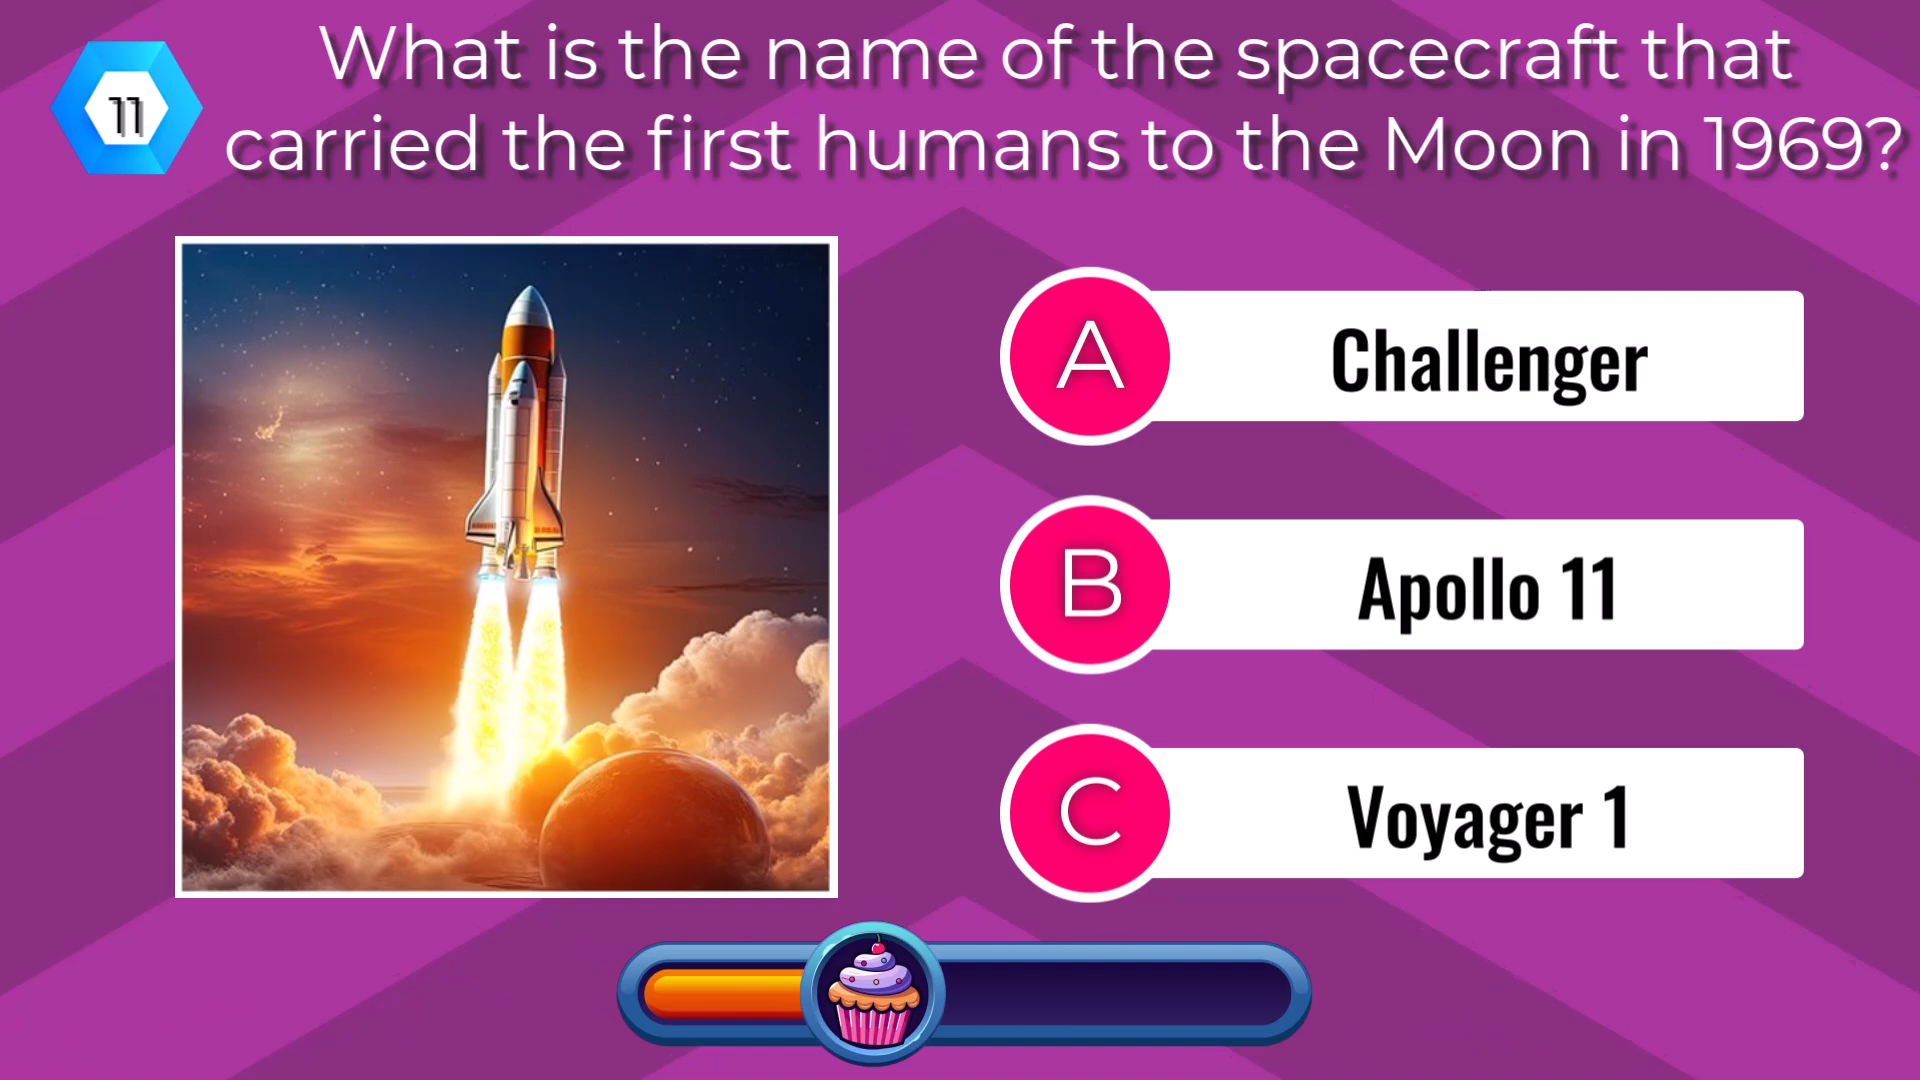 What is the name of the spacecraft that
11
carried the first humans to the Moon in 1969?
A
Challenger
B
Apollo 11
C
Voyager 1